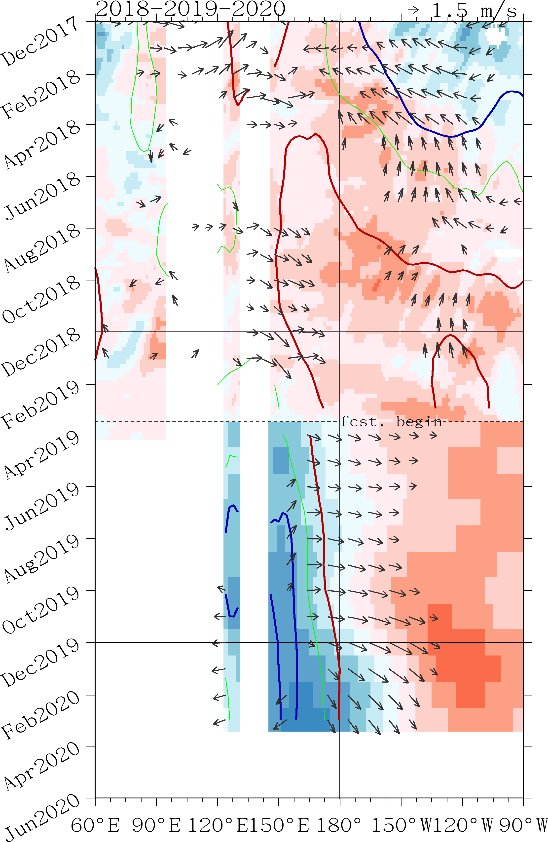 2018-2019-2020 → 1.5 m/s
Dec2017
Feb2018
Apr2018
Jun2018
Aug2018
Oct2018
Dec2018
Feb2019
fcst. begin
Apr2019
Jun2019
Aug2019
Oct2019
Dec2019
Feb2020
Apr2020
Jun2020
60°E 90°E 120°E 150°E 180° 150°W 120°W 90°W